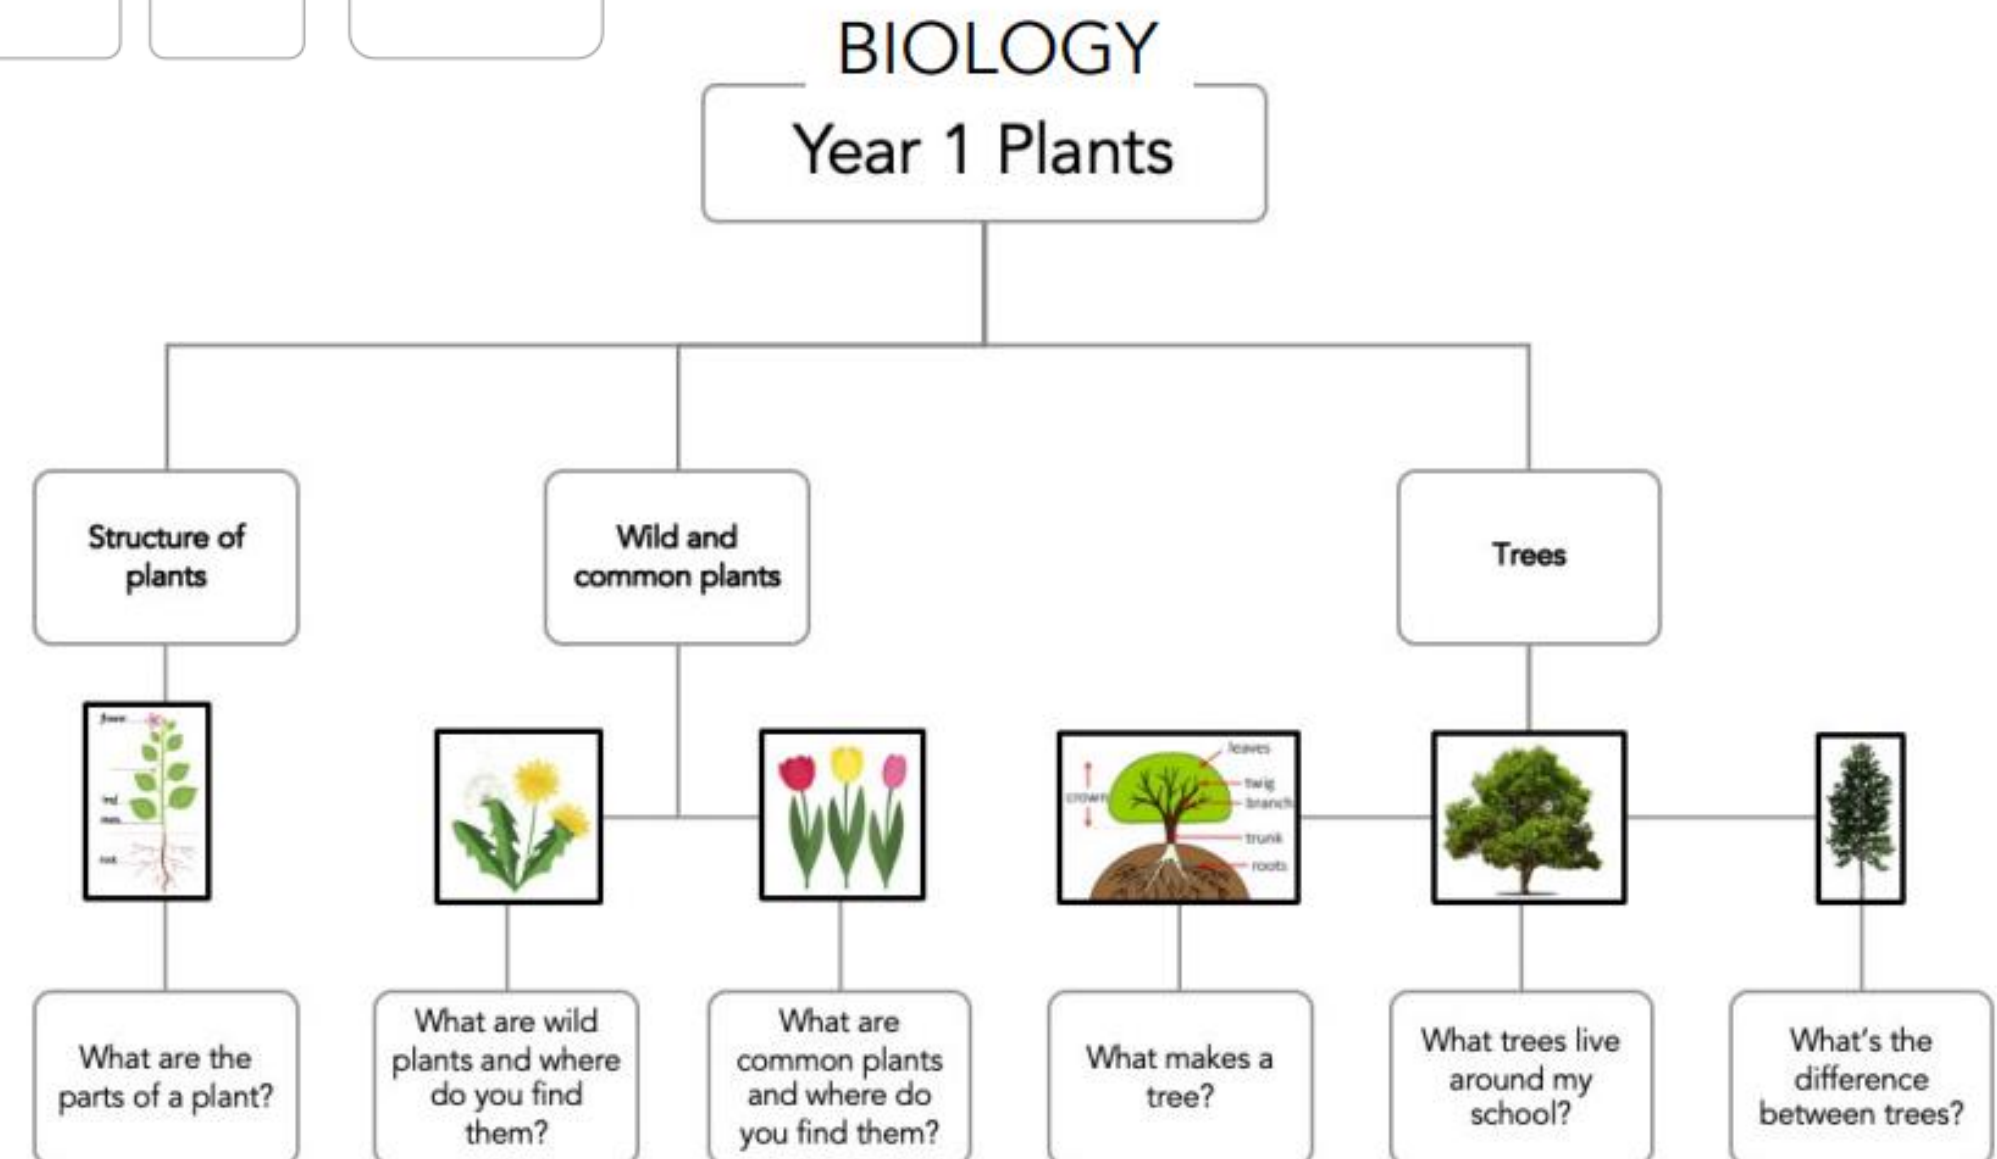 BIOLOGY
Year 1 Plants
Structure of
plants
Wild and
common plants
Trees
leaves
twig
crown
branch
trunk
roots
What are the
parts of a plant?
What are wild
plants and where
do you find
them?
What are
common plants
and where do
you find them?
What makes a
tree?
What trees live
around my
school?
What's the
difference
between trees?